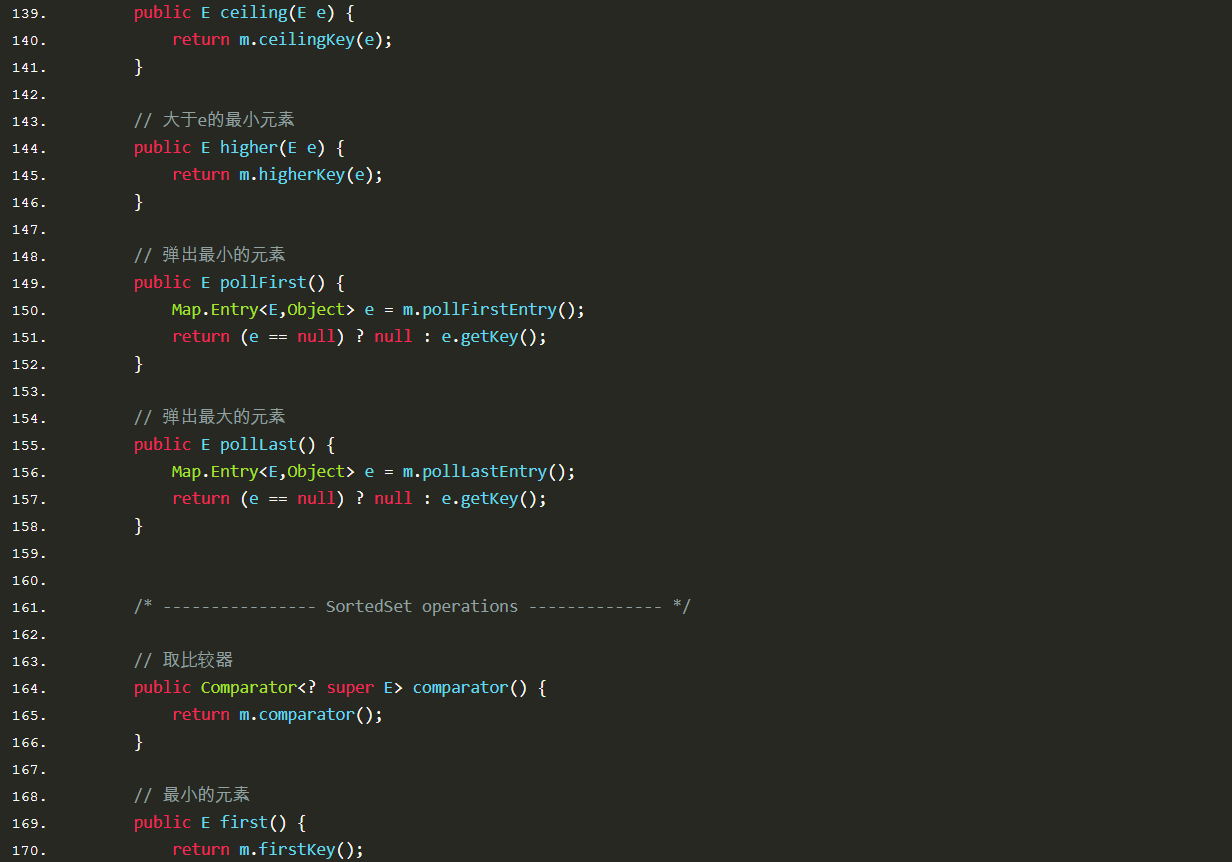 139. public E ceiling(E e) {
140. return m.ceilingKey(e);
141. }
142.
143. // 大于e的最小元素
144. public E higher(E e) {
145. return m.higherKey(e);
146. }
147.
148. // 弹出最小的元素
149. public E pollFirst() {
150. Map.Entry<E,Object> e = m.pollFirstEntry();
151. return (e == null) ? null : e.getKey();
152. }
153.
154. // 弹出最大的元素
155. public E pollLast() {
156. Map.Entry<E,Object> e = m.pollLastEntry();
157. return (e == null) ? null : e.getKey();
158. }
159.
160.
161. /* ---------------- SortedSet operations -------------- */
162.
163. // 取比较器
164. public Comparator<? super E> comparator() {
165. return m.comparator();
166. }
167.
168. // 最小的元素
169. public E first() {
170. return m.firstKey();